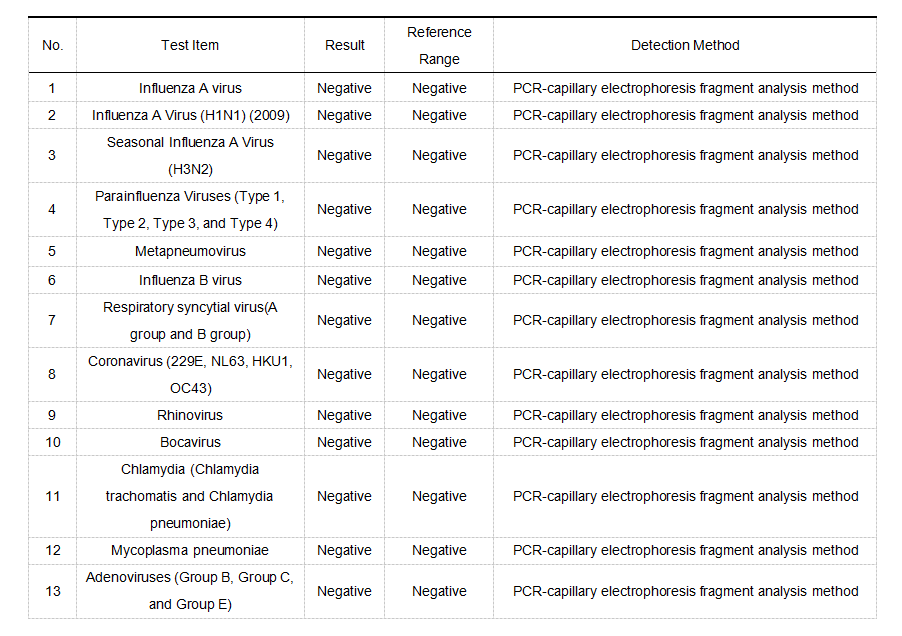 No. Test Item Result Reference Range Detection Method
1 Influenza A virus Negative Negative PCR-capillary electrophoresis fragment analysis method
2 Influenza A Virus (H1N1) (2009) Negative Negative PCR-capillary electrophoresis fragment analysis method
3 Seasonal Influenza A Virus
(H3N2) Negative Negative PCR-capillary electrophoresis fragment analysis method
4 Parainfluenza Viruses (Type 1,
Type 2, Type 3, and Type 4) Negative Negative PCR-capillary electrophoresis fragment analysis method
5 Metapneumovirus Negative Negative PCR-capillary electrophoresis fragment analysis method
6 Influenza B virus Negative Negative PCR-capillary electrophoresis fragment analysis method
7 Respiratory syncytial virus(A
group and B group) Negative Negative PCR-capillary electrophoresis fragment analysis method
8 Coronavirus (229E, NL63, HKU1,
OC43) Negative Negative PCR-capillary electrophoresis fragment analysis method
9 Rhinovirus Negative Negative PCR-capillary electrophoresis fragment analysis method
10 Bocavirus Negative Negative PCR-capillary electrophoresis fragment analysis method
11 Chlamydia (Chlamydia
trachomatis and Chlamydia
pneumoniae) Negative Negative PCR-capillary electrophoresis fragment analysis method
12 Mycoplasma pneumoniae Negative Negative PCR-capillary electrophoresis fragment analysis method
13 Adenoviruses (Group B, Group C,
and Group E) Negative Negative PCR-capillary electrophoresis fragment analysis method